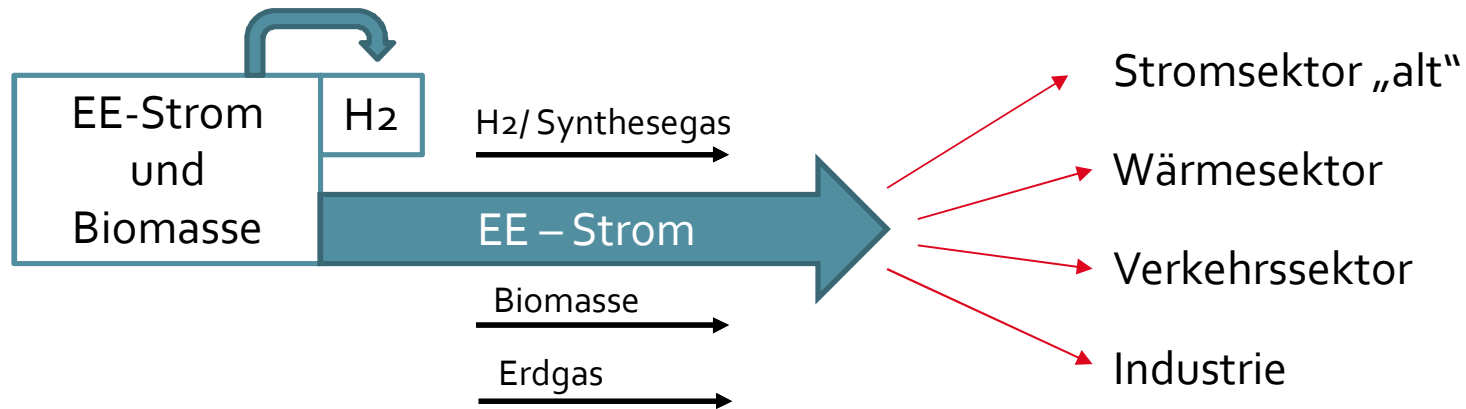 EE-Strom
und
Biomasse
H2
H2/ Synthesegas
EE – Strom
Biomasse
Erdgas
Stromsektor „alt“
Wärmesektor
Verkehrssektor
Industrie